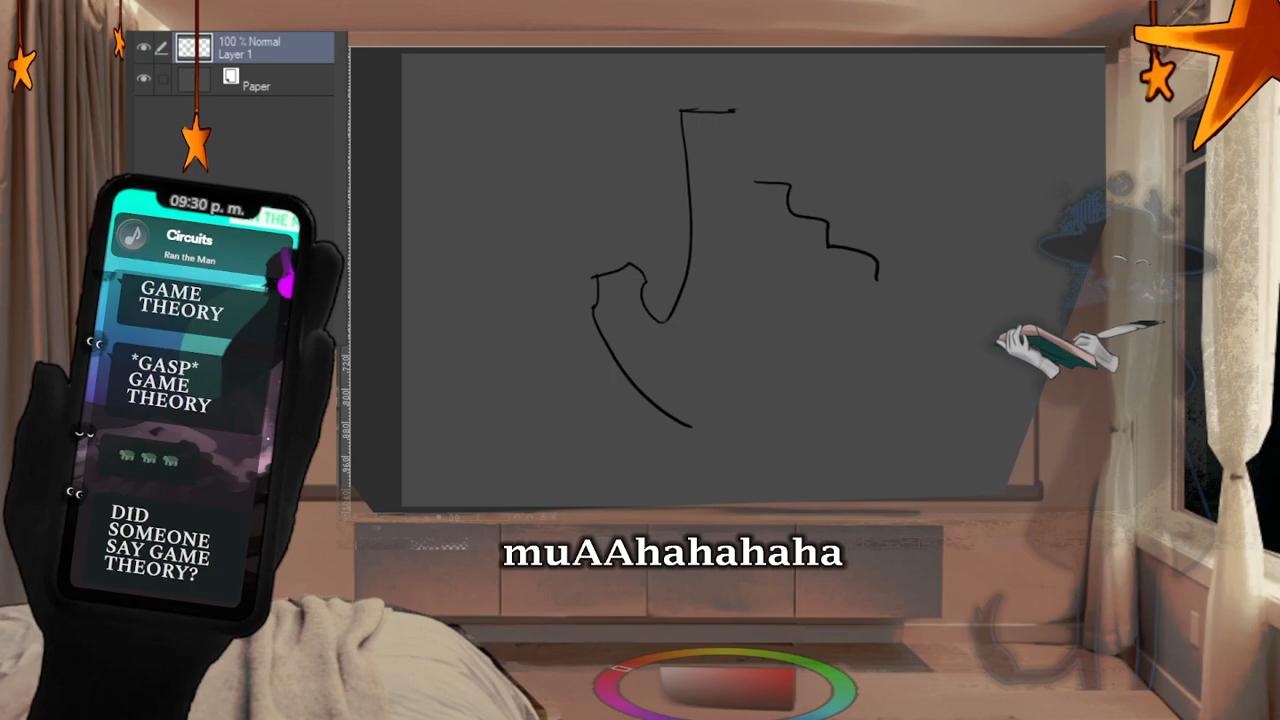 100 % Normal
Layer 1
Paper
09:30 p. m.
THE
Circuits
Ran the Man
GAME
THEORY
*GASP*
GAME
THEORY
DID
SOMEONE
SAY GAME
THEORY?
muAAhahahaha